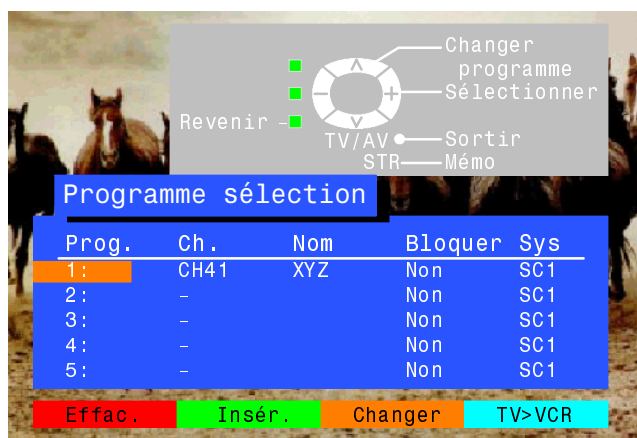 Changer
programme
Sélectionner
Revenir
TV/AV Sortir
STR Mémo
Programme sélection
Prog. Ch. Nom Bloquer Sys
1: CH41 XYZ Non SC1
2: - Non SC1
3: - Non SC1
4: - Non SC1
5: - Non SC1
Effac. Insér. Changer TV>VCR